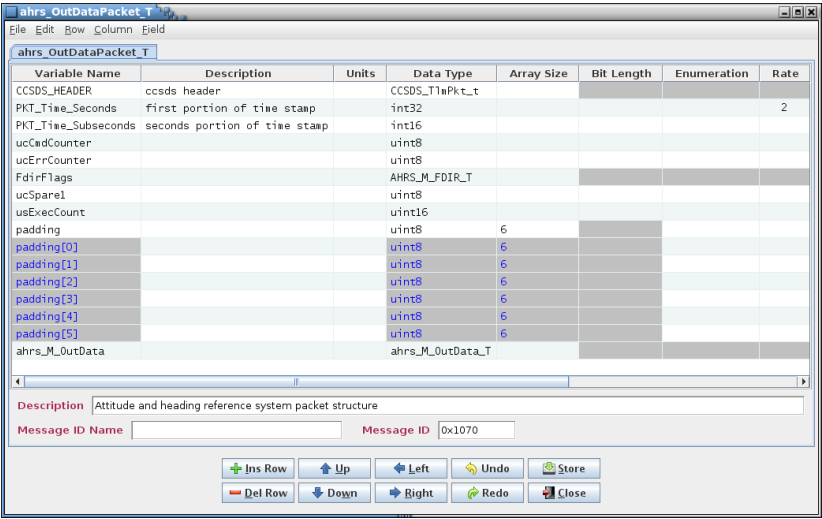 ahrs_OutDataPacket_T
File Edit Row Column Field
ahrs_OutDataPacket_T
Variable Name Description Units Data Type Array Size Bit Length Enumeration Rate
CCSDS_HEADER ccsds header CCSDS_TlmPkt_t
PKT_Time_Seconds first portion of time stamp int32 2
PKT_Time_Subseconds seconds portion of time stamp int16
ucCmdCounter uint8
ucErrCounter uint8
FdirFlags AHRS_M_FDIR_T
ucSpare1 uint8
usExecCount uint16
padding uint8 6
padding[0] uint8 6
padding[1] uint8 6
padding[2] uint8 6
padding[3] uint8 6
padding[4] uint8 6
padding[5] uint8 6
ahrs_M_OutData ahrs_M_OutData_T
Description Attitude and heading reference system packet structure
Message ID Name Message ID 0x1070
Ins Row Up Left Undo Store
Del Row Down Right Redo Close